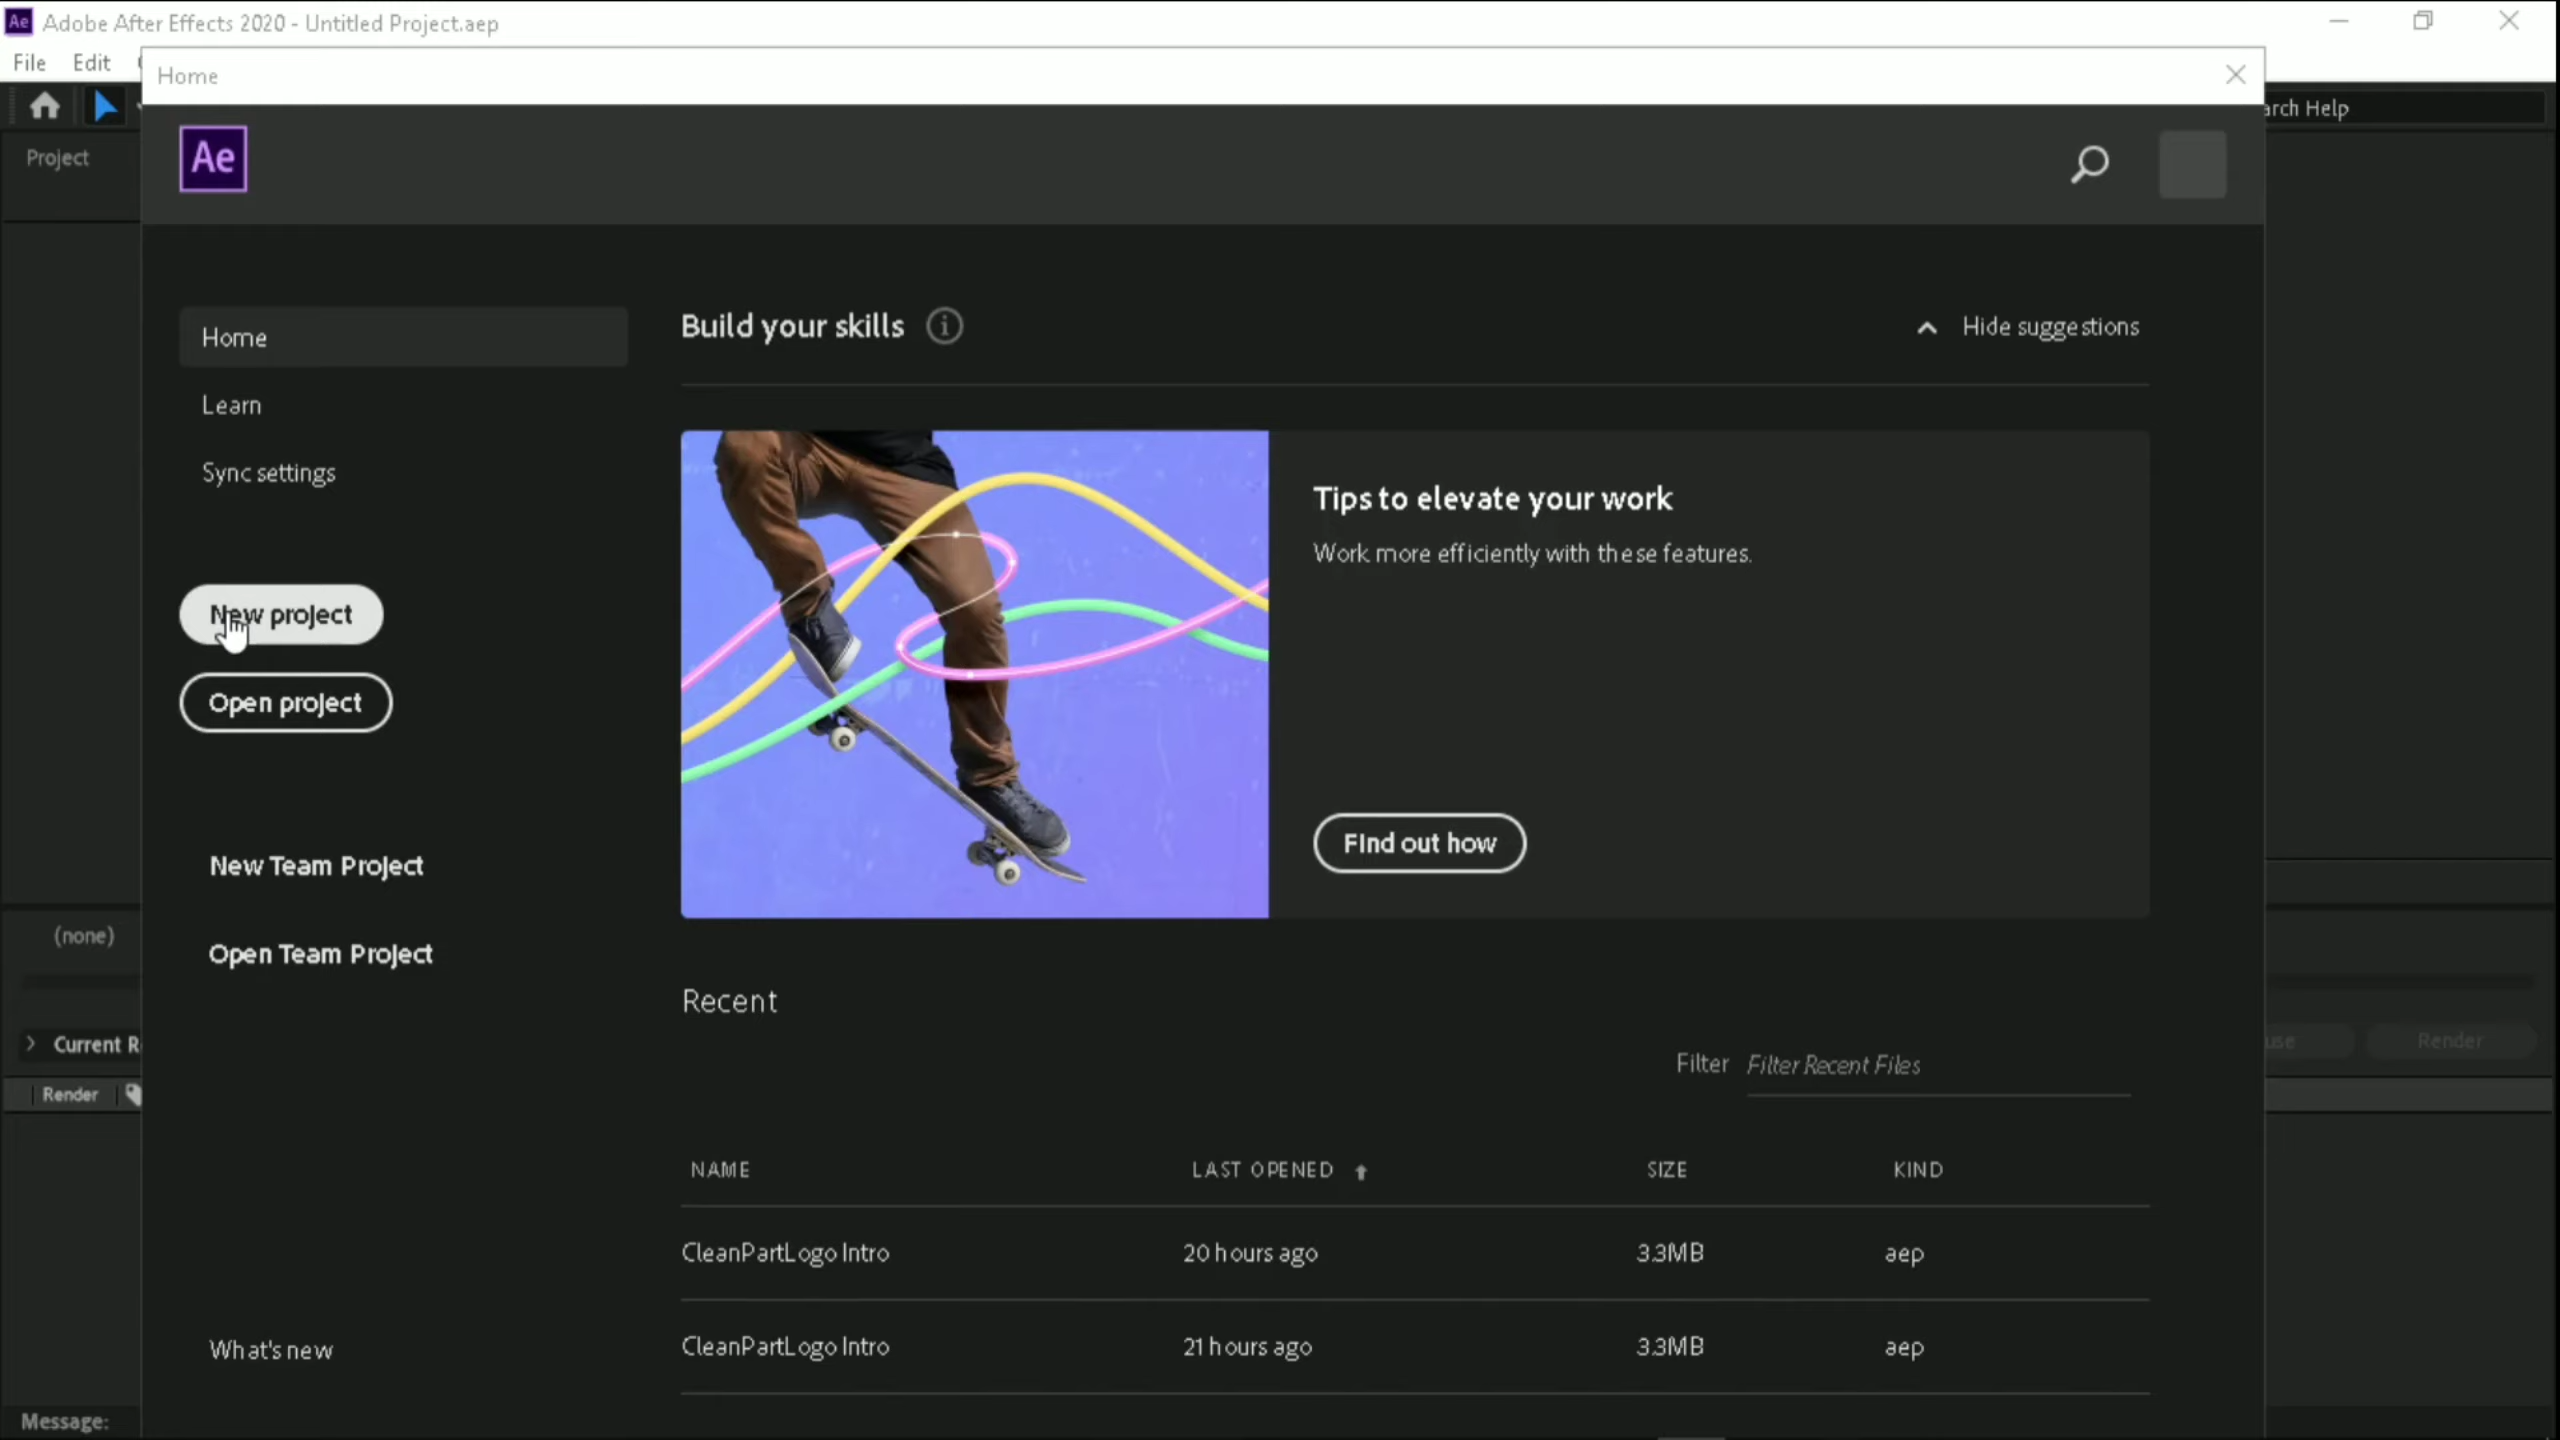 Ae Adobe After Effects 2020 - Untitled Project.aep
File Edit
Home
Help
Project
Ae
Home
Learn
Sync settings
New project
Open project
New Team Project
Open Team Project
What's new
Build your skills
Hide suggestions
Tips to elevate your work
Work more efficiently with these features.
Find out how
Recent
Filter Filter Recent Files
NAME LAST OPENED SIZE KIND
CleanPartLogo Intro 20 hours ago 3.3MB aep
CleanPartLogo Intro 21 hours ago 3.3MB aep
(none)
Current
Render
Render
Message: